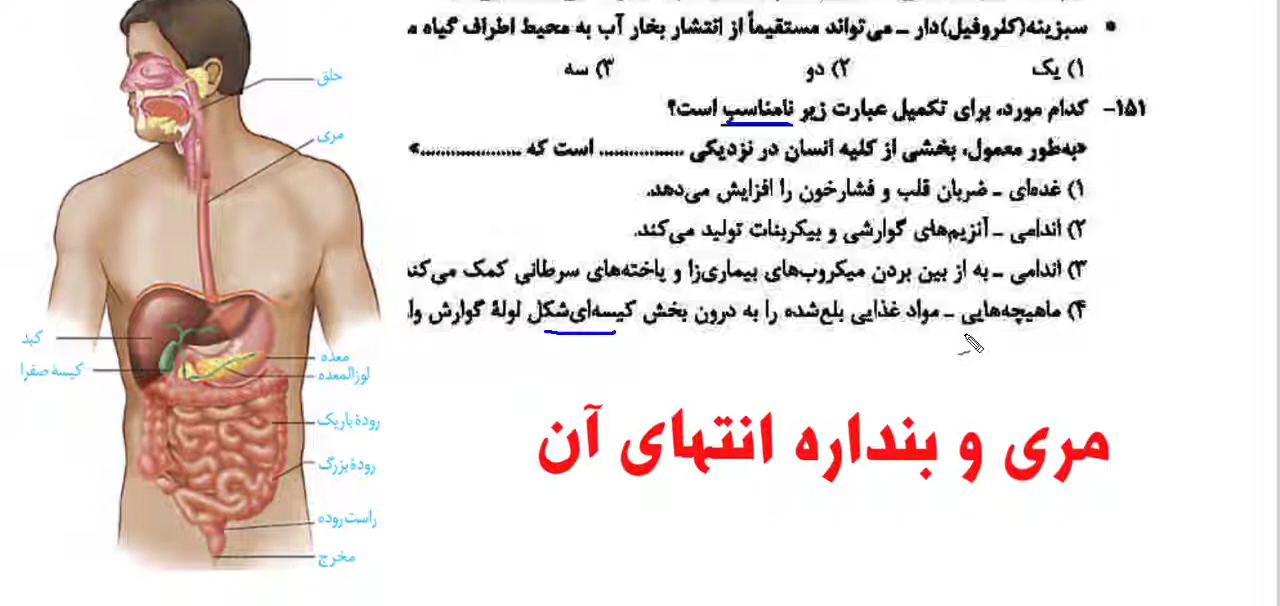 سبزینه(کلروفیل)دار ـ می‌تواند مستقیماً از انتشار بخار آب به محیط اطراف گیاه
۱) یک ۲) دو ۳) سه
۱۵۱- کدام مورد، برای تکمیل عبارت زیر نامناسب است؟
«به‌طور معمول، بخشی از کلیه انسان در نزدیکی ................ است که ...................»
۱) غده‌ای ـ ضربان قلب و فشارخون را افزایش می‌دهد.
۲) اندامی ـ آنزیم‌های گوارشی و بیکربنات تولید می‌کند.
۳) اندامی ـ به از بین بردن میکروب‌های بیماری‌زا و یاخته‌های سرطانی کمک می‌کند
۴) ماهیچه‌هایی ـ مواد غذایی بلع‌شده را به درون بخش کیسه‌ای‌شکل لولهٔ گوارش
مری و بنداره انتهای آن
حلق
مری
کبد
کیسهٔ صفرا
معده
لوزالمعده
رودهٔ باریک
رودهٔ بزرگ
راست روده
مخرج